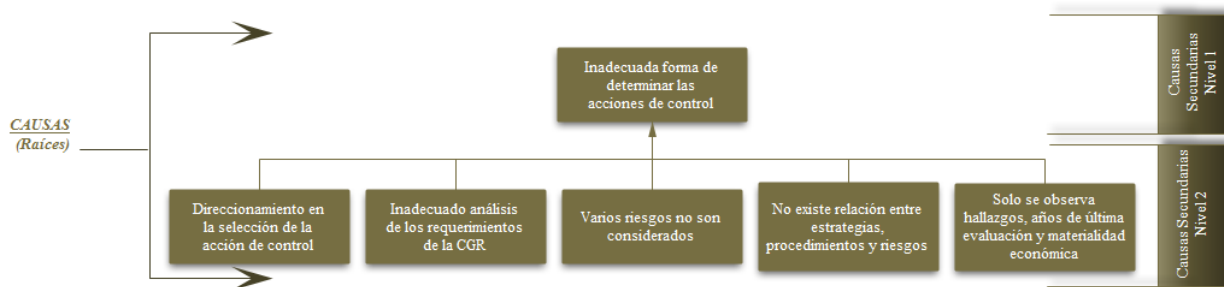 CAUSAS
(Raíces)
Inadecuada forma de
determinar las
acciones de control
Causas
Secundarias
Nivel 1
Direccionamiento en
la selección de la
acción de control
Inadecuado análisis
de los requerimientos
de la CGR
Varios riesgos no son
considerados
No existe relación entre
estrategias,
procedimientos y riesgos
Solo se observa
hallazgos, años de última
evaluación y materialidad
económica
Causas Secundarias
Nivel 2